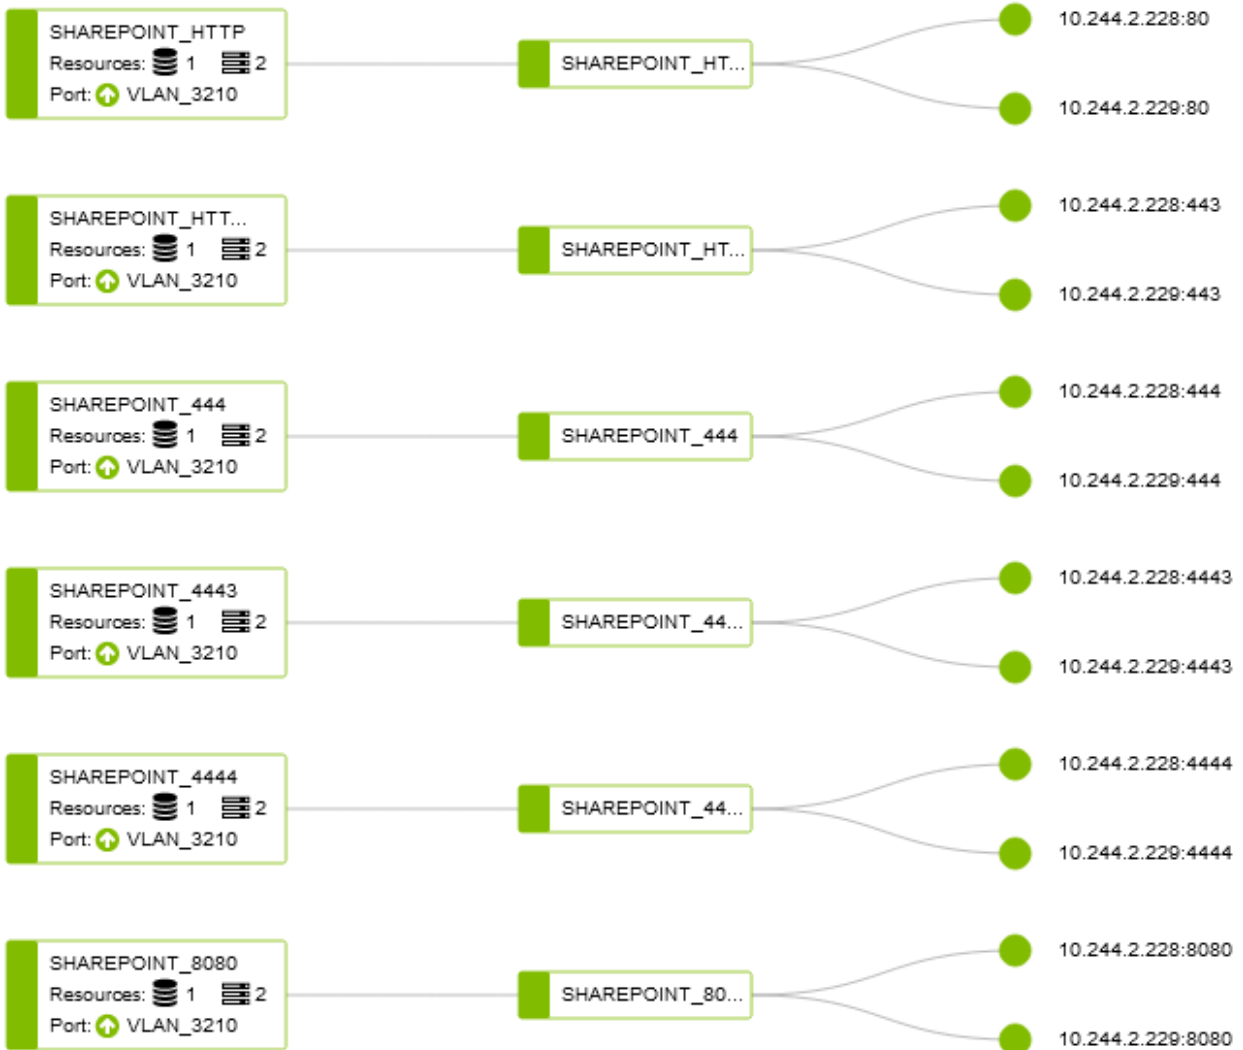 SHAREPOINT_HTTP
Resources: 1 2
Port: VLAN_3210
SHAREPOINT_HT...
10.244.2.228:80
10.244.2.229:80
SHAREPOINT_HTT...
Resources: 1 2
Port: VLAN_3210
SHAREPOINT_HT...
10.244.2.228:443
10.244.2.229:443
SHAREPOINT_444
Resources: 1 2
Port: VLAN_3210
SHAREPOINT_444
10.244.2.228:444
10.244.2.229:444
SHAREPOINT_4443
Resources: 1 2
Port: VLAN_3210
SHAREPOINT_44...
10.244.2.228:4443
10.244.2.229:4443
SHAREPOINT_4444
Resources: 1 2
Port: VLAN_3210
SHAREPOINT_44...
10.244.2.228:4444
10.244.2.229:4444
SHAREPOINT_8080
Resources: 1 2
Port: VLAN_3210
SHAREPOINT_80...
10.244.2.228:8080
10.244.2.229:8080